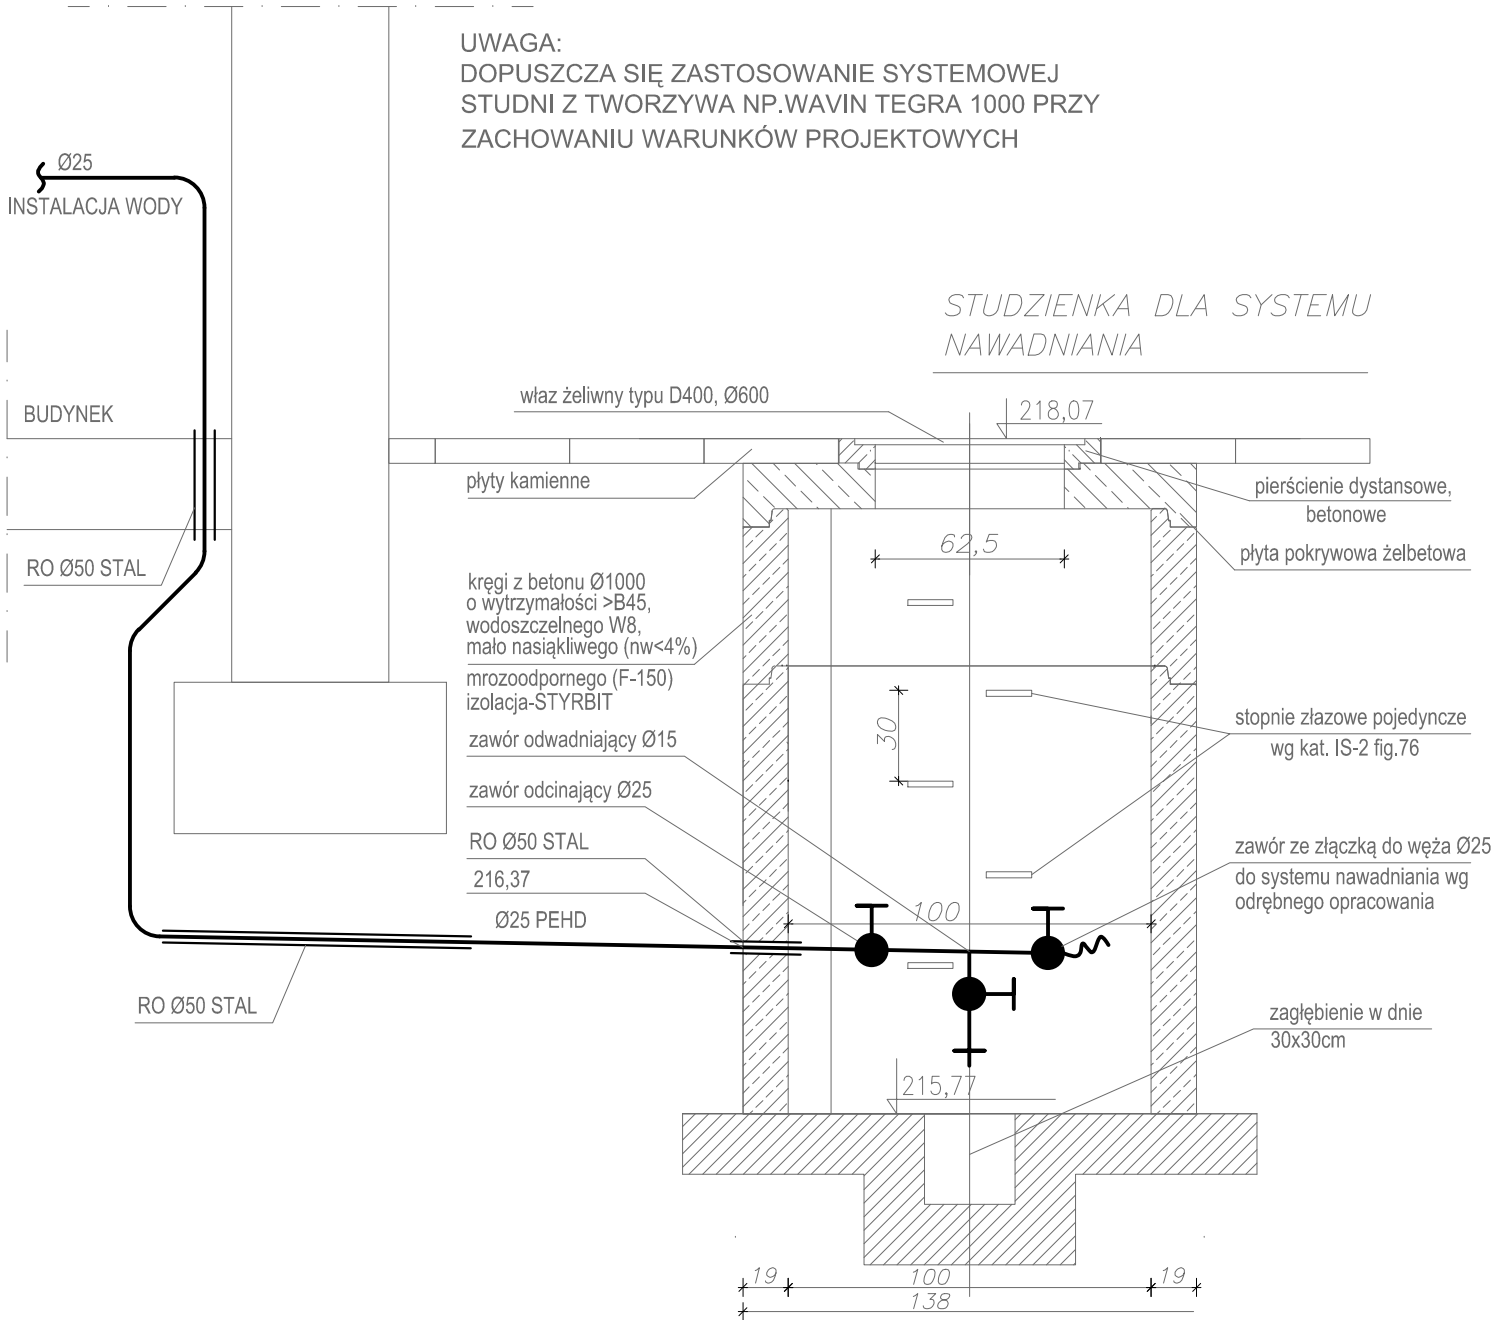 UWAGA:
DOPUSZCZA SIĘ ZASTOSOWANIE SYSTEMOWEJ
STUDNI Z TWORZYWA NP.WAVIN TEGRA 1000 PRZY
ZACHOWANIU WARUNKÓW PROJEKTOWYCH
Ø25
INSTALACJA WODY
STUDZIENKA DLA SYSTEMU
NAWADNIANIA
właz żeliwny typu D400, Ø600
218,07
BUDYNEK
płyty kamienne
pierścienie dystansowe,
betonowe
płyta pokrywowa żelbetowa
62,5
RO Ø50 STAL
kręgi z betonu Ø1000
o wytrzymałości >B45,
wodoszczelnego W8,
mało nasiąkliwego (nw<4%)
mrozoodpornego (F-150)
izolacja-STYRBIT
30
stopnie złazowe pojedyncze
wg kat. IS-2 fig.76
zawór odwadniający Ø15
zawór odcinający Ø25
RO Ø50 STAL
216,37
Ø25 PEHD
100
zawór ze złączką do węża Ø25
do systemu nawadniania wg
odrębnego opracowania
RO Ø50 STAL
zagłębienie w dnie
30x30cm
215,77
19
100
19
138